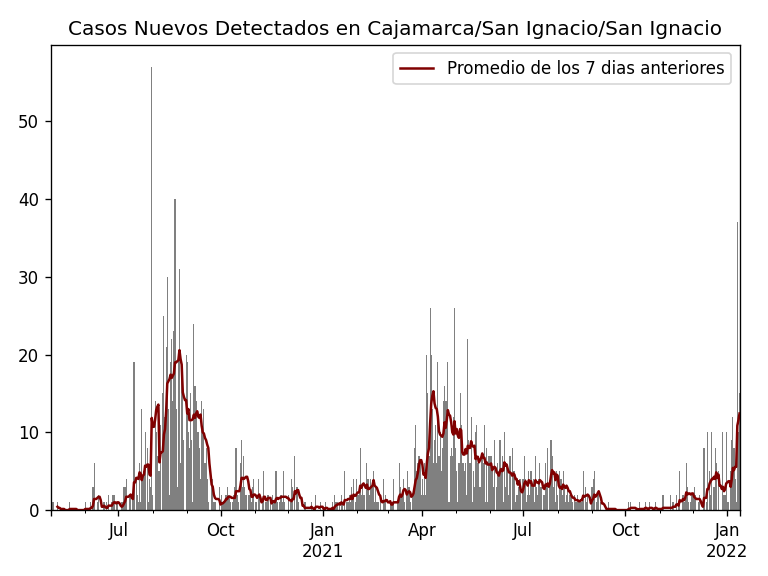 Casos Nuevos Detectados en Cajamarca/San Ignacio/San Ignacio
Promedio de los 7 dias anteriores
50
40
30
20
10
0
Jul Oct Jan Apr Jul Oct Jan
2021 2022